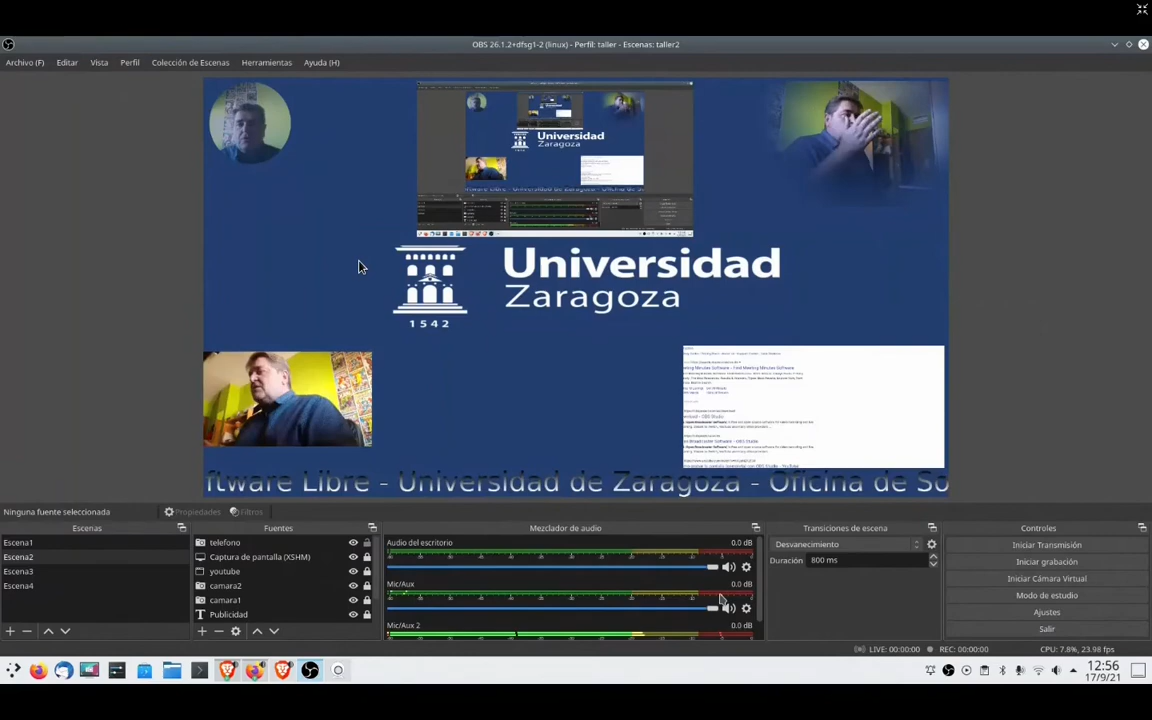 OBS 26.1.2+dfsg1-2 (linux) - Perfil: taller - Escenas: taller2
Archivo (F) Editar Vista Perfil Colección de Escenas Herramientas Ayuda (H)
Universidad
Zaragoza
Universidad
Zaragoza
1542
ftware Libre - Universidad de Zaragoza - Oficina de So
Ninguna fuente seleccionada Propiedades Filtros
Escenas Fuentes Mezclador de audio Transiciones de escena Controles
Escena1
Escena2
Escena3
Escena4
telefono
Captura de pantalla (XSHM)
youtube
camara2
camara1
Publicidad
Audio del escritorio 0.0 dB
Mic/Aux 0.0 dB
Mic/Aux 2 0.0 dB
Desvanecimiento
Duración 800 ms
Iniciar Transmisión
Iniciar grabación
Iniciar Cámara Virtual
Modo de estudio
Ajustes
Salir
LIVE: 00:00:00 REC: 00:00:00 CPU: 7.8%, 23.98 fps
12:56
17/9/21